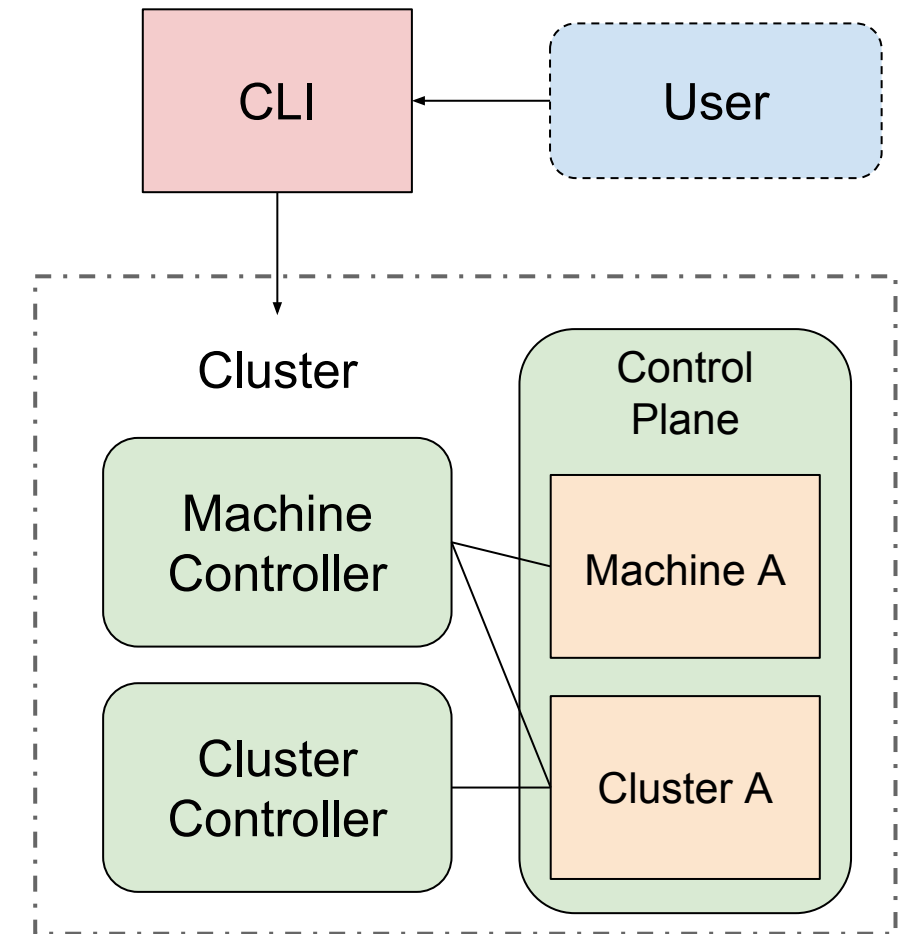 CLI
User
Cluster
Control
Plane
Machine
Controller
Machine A
Cluster
Controller
Cluster A